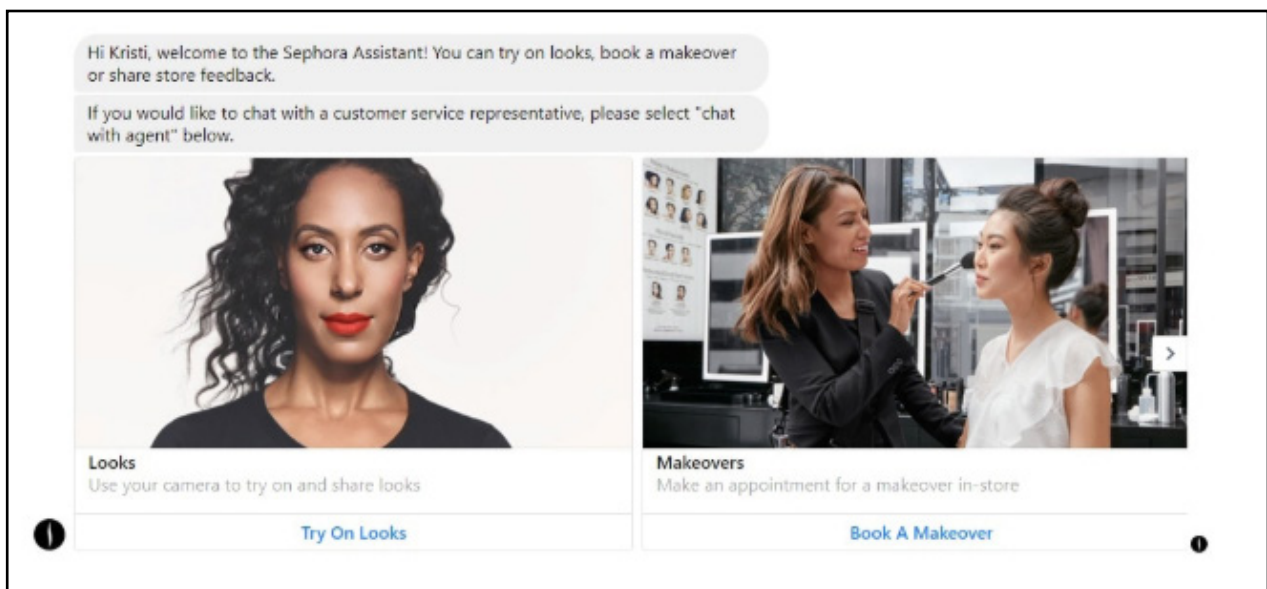 Hi Kristi, welcome to the Sephora Assistant! You can try on looks, book a makeover
or share store feedback.
If you would like to chat with a customer service representative, please select "chat
with agent" below.
Looks
Use your camera to try on and share looks
Try On Looks
Makeovers
Make an appointment for a makeover in-store
Book A Makeover